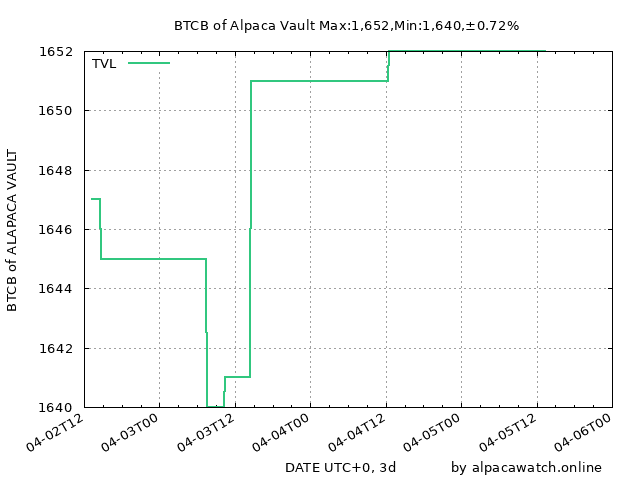 BTCB of Alpaca Vault Max:1,652,Min:1,640,±0.72%
TVL
BTCB of ALAPACA VAULT
1652
1650
1648
1646
1644
1642
1640
04-02T12
04-03T00
04-03T12
04-04T00
04-04T12
04-05T00
04-05T12
04-06T00
DATE UTC+0, 3d
by alpacawatch.online